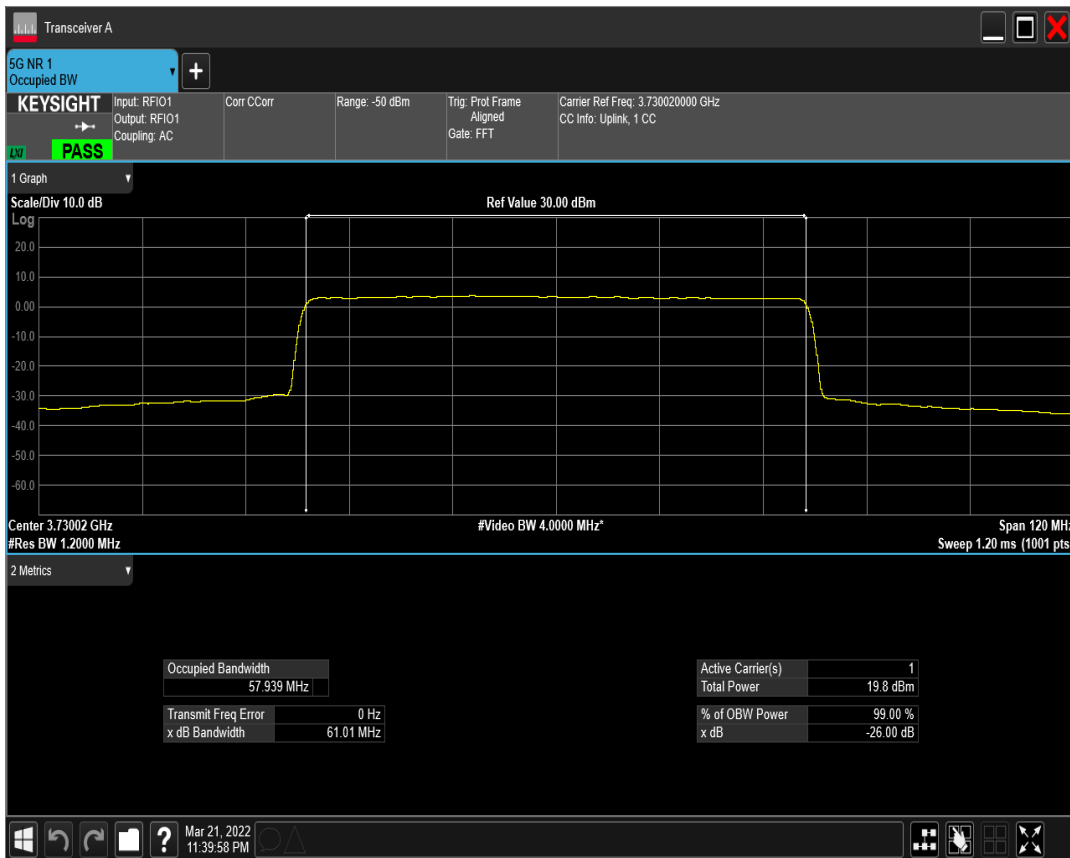 Transceiver A
5G NR 1
Occupied BW
KEYSIGHT
LXI
PASS
Input: RFIO1
Output: RFIO1
Coupling: AC
Corr CCorr
Range: -50 dBm
Trig: Prot Frame
Aligned
Gate: FFT
Carrier Ref Freq: 3.730020000 GHz
CC Info: Uplink, 1 CC
1 Graph
Scale/Div 10.0 dB
Ref Value 30.00 dBm
Log
20.0
10.0
0.00
-10.0
-20.0
-30.0
-40.0
-50.0
-60.0
Center 3.73002 GHz
#Video BW 4.0000 MHz*
Span 120 MHz
#Res BW 1.2000 MHz
Sweep 1.20 ms (1001 pts
2 Metrics
Occupied Bandwidth
57.939 MHz
Transmit Freq Error 0 Hz
x dB Bandwidth 61.01 MHz
Active Carrier(s) 1
Total Power 19.8 dBm
% of OBW Power 99.00 %
x dB -26.00 dB
?
Mar 21, 2022
11:39:58 PM